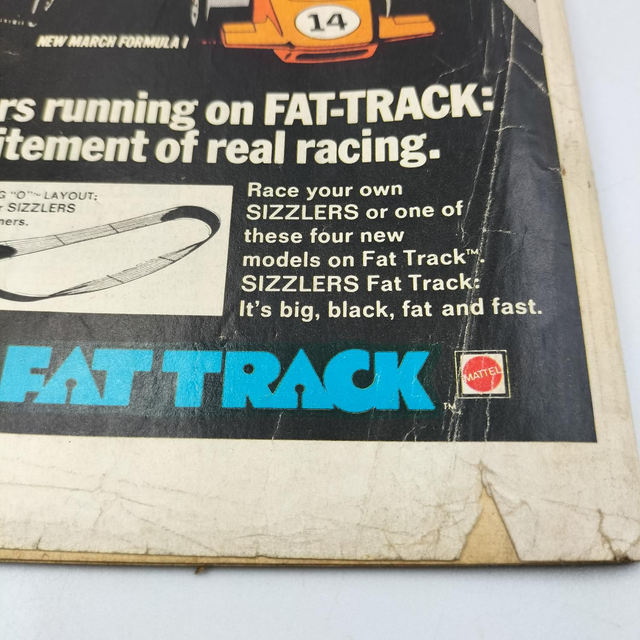 14
NEW MARCH FORMULA I
rs running on FAT-TRACK:
itement of real racing.
G "O"™ LAYOUT:
r SIZZLERS
ners.
Race your own
SIZZLERS or one of
these four new
models on Fat Track™.
SIZZLERS Fat Track:
It's big, black, fat and fast.
FAT TRACK™
MATTEL